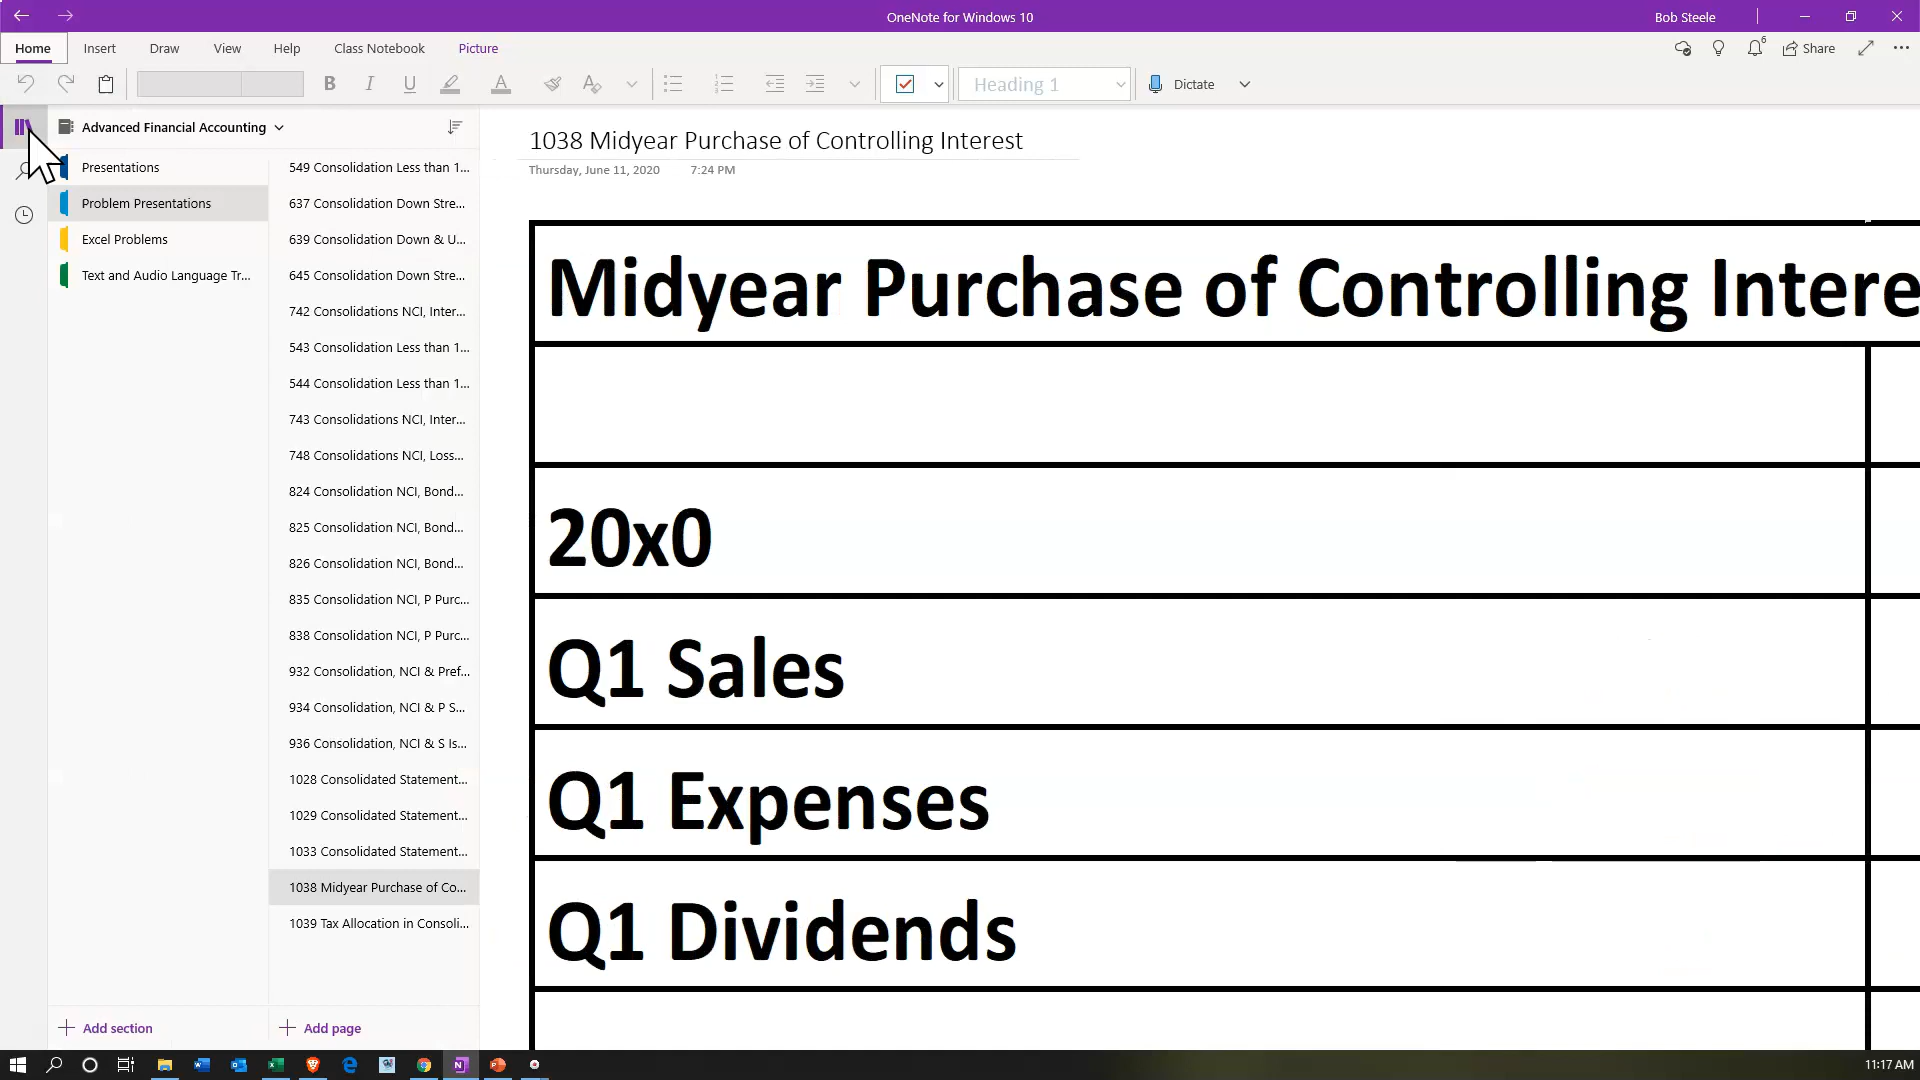 OneNote for Windows 10
Bob Steele
Home
Insert
Draw
View
Help
Class Notebook
Picture
6
Share
B
I
U
A
Heading 1
Dictate
Advanced Financial Accounting
Presentations
Problem Presentations
Excel Problems
Text and Audio Language Tr...
549 Consolidation Less than 1...
637 Consolidation Down Stre...
639 Consolidation Down & U...
645 Consolidation Down Stre...
742 Consolidations NCI, Inter...
543 Consolidation Less than 1...
544 Consolidation Less than 1...
743 Consolidations NCI, Inter...
748 Consolidations NCI, Loss...
824 Consolidation NCI, Bond...
825 Consolidation NCI, Bond...
826 Consolidation NCI, Bond...
835 Consolidation NCI, P Purc...
838 Consolidation NCI, P Purc...
932 Consolidation, NCI & Pref...
934 Consolidation, NCI & P S...
936 Consolidation, NCI & S Is...
1028 Consolidated Statement...
1029 Consolidated Statement...
1033 Consolidated Statement...
1038 Midyear Purchase of Co...
1039 Tax Allocation in Consoli...
Add section
Add page
1038 Midyear Purchase of Controlling Interest
Thursday, June 11, 2020 7:24 PM
Midyear Purchase of Controlling Intere
20x0
Q1 Sales
Q1 Expenses
Q1 Dividends
11:17 AM